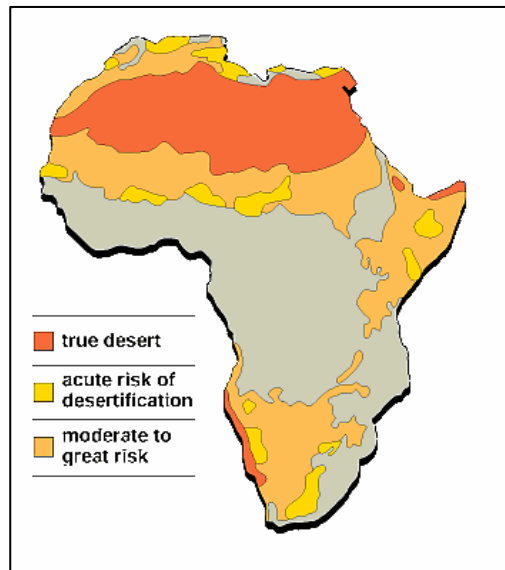 true desert
acute risk of
desertification
moderate to
great risk